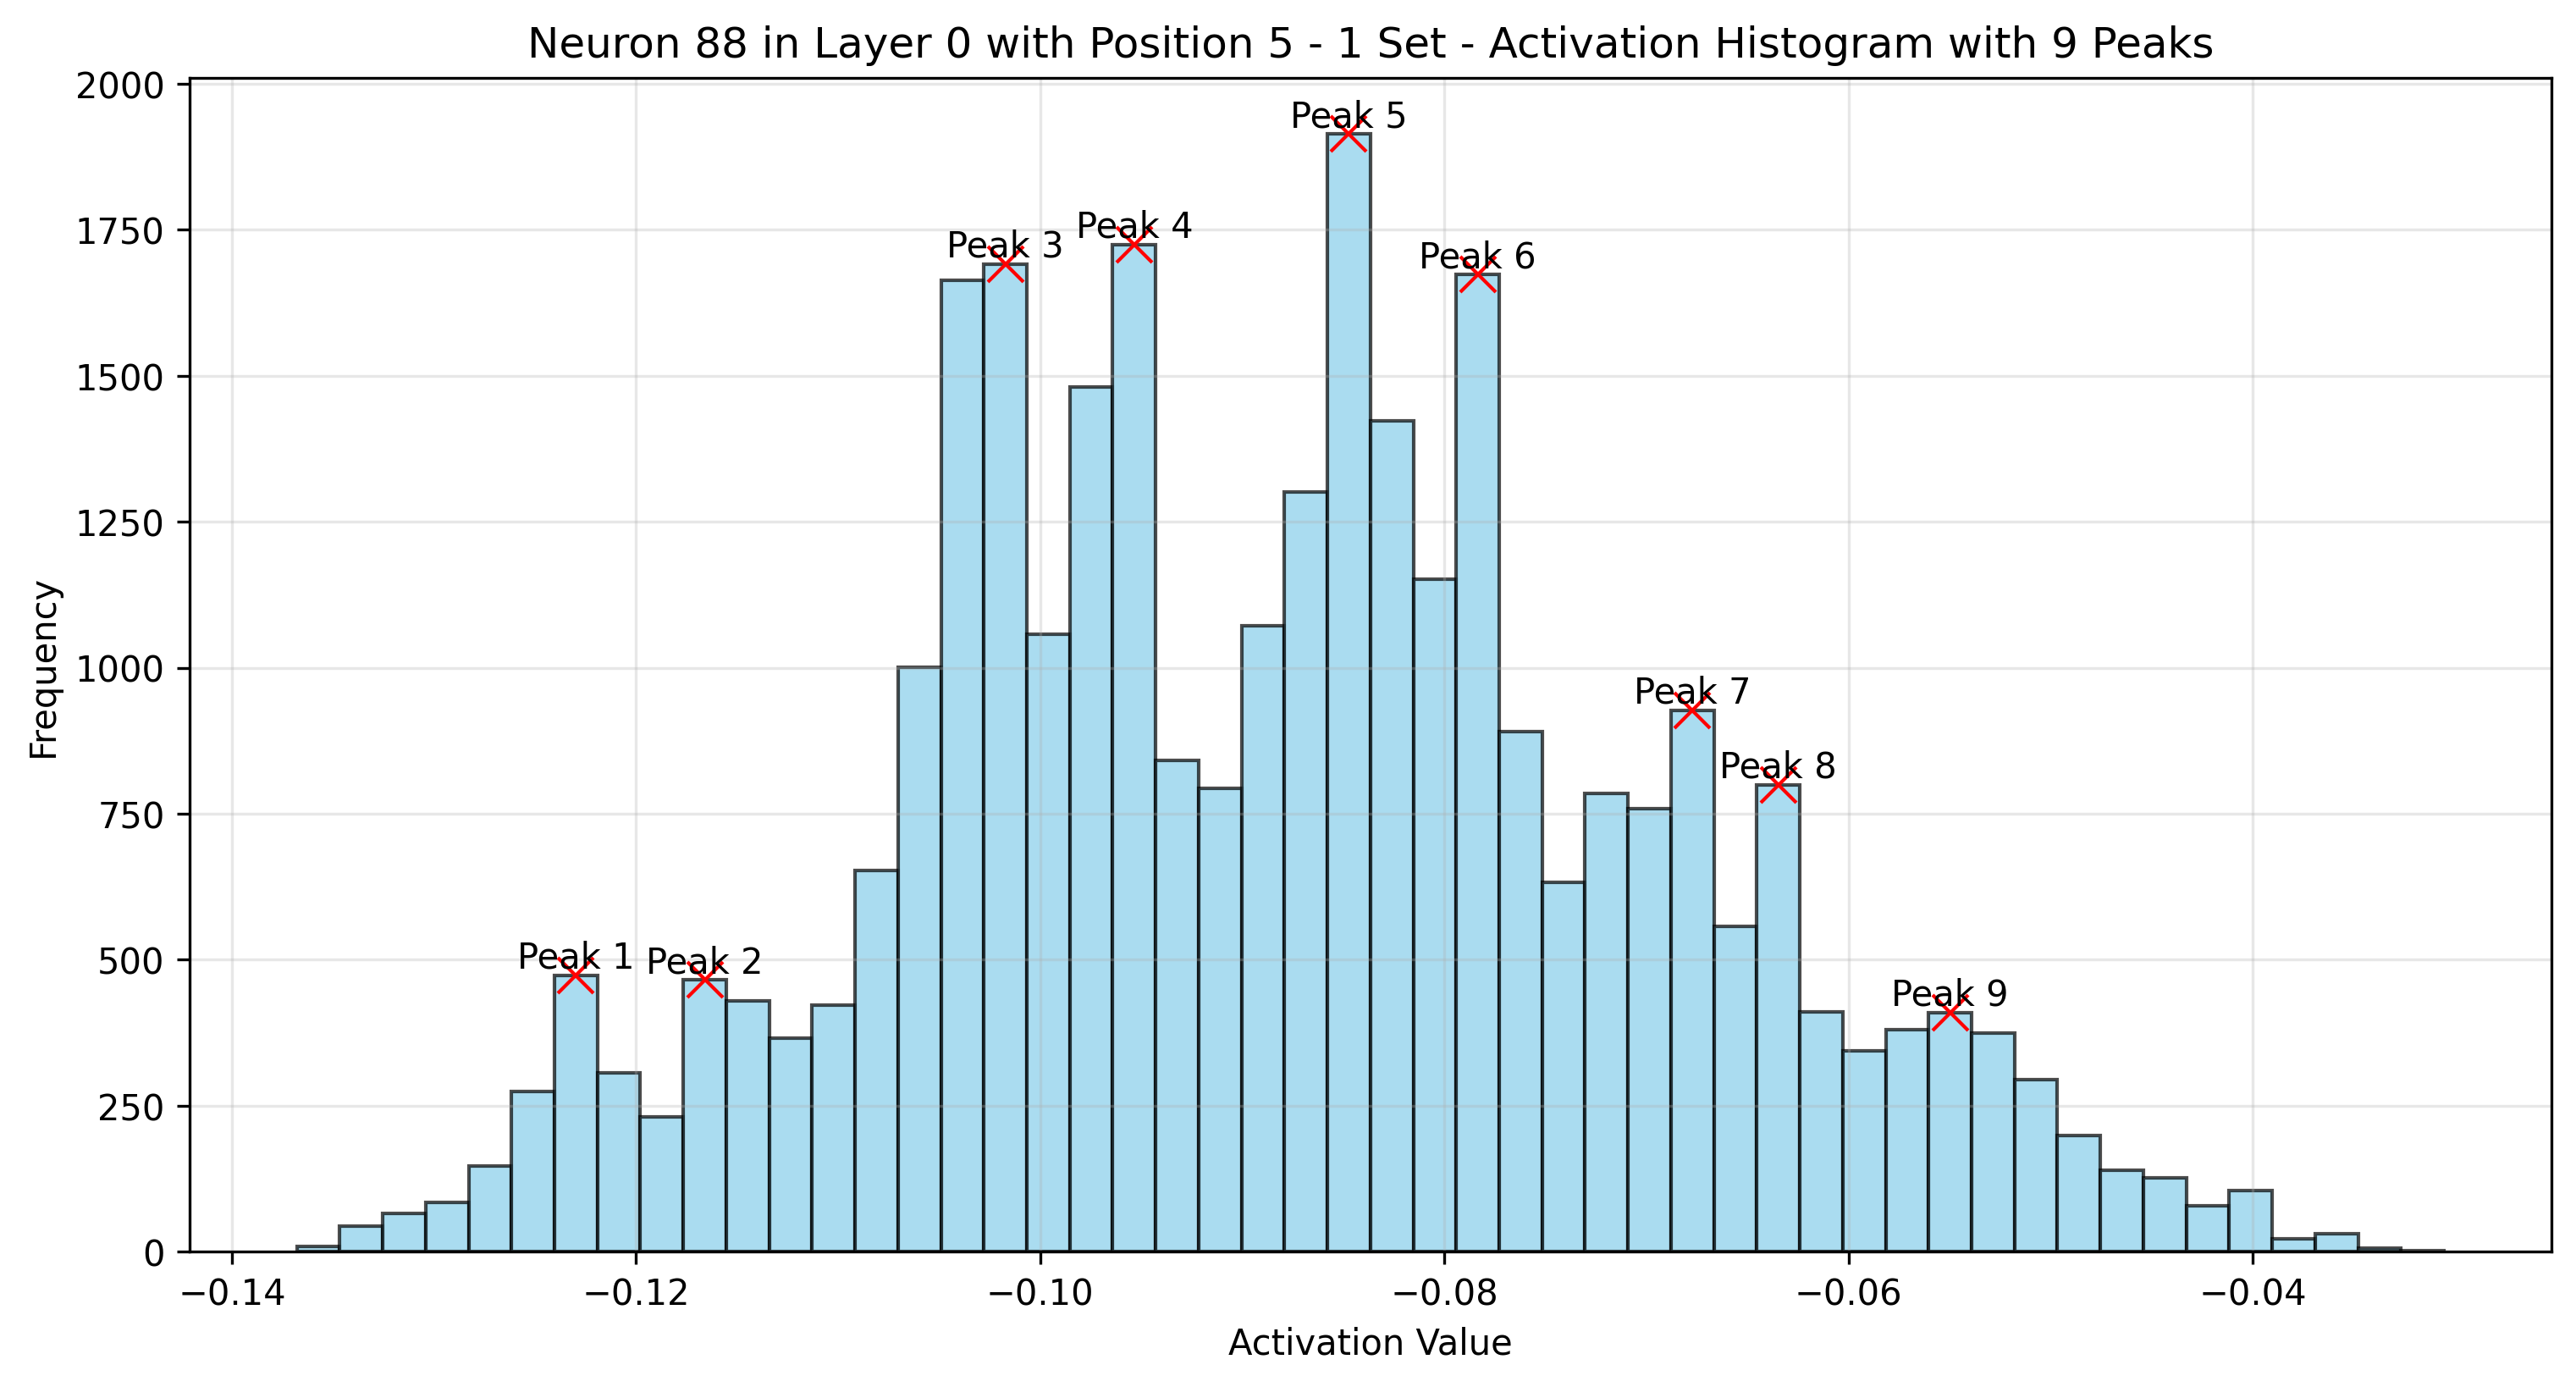 Neuron 88 in Layer 0 with Position 5 - 1 Set - Activation Histogram with 9 Peaks
2000
1750
1500
1250
1000
750
500
250
0
Frequency
Peak 1
Peak 2
Peak 3
Peak 4
Peak 5
Peak 6
Peak 7
Peak 8
Peak 9
−0.14
−0.12
−0.10
−0.08
−0.06
−0.04
Activation Value